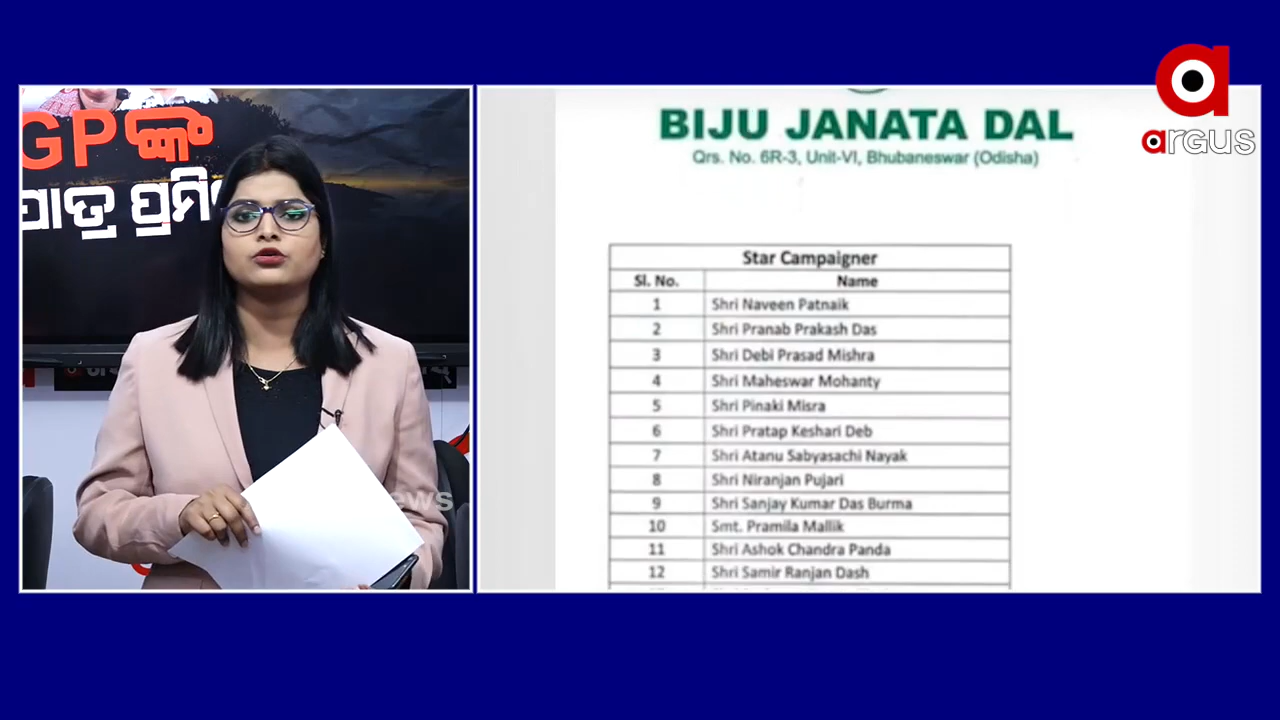 GPଙ୍କ
ପାତ୍ର ପ୍ରମି
ews
BIJU JANATA DAL
Qrs. No. 6R-3, Unit-VI, Bhubaneswar (Odisha)
Star Campaigner
Sl. No. Name
1 Shri Naveen Patnaik
2 Shri Pranab Prakash Das
3 Shri Debi Prasad Mishra
4 Shri Maheswar Mohanty
5 Shri Pinaki Misra
6 Shri Pratap Keshari Deb
7 Shri Atanu Sabyasachi Nayak
8 Shri Niranjan Pujari
9 Shri Sanjay Kumar Das Burma
10 Smt. Pramila Mallik
11 Shri Ashok Chandra Panda
12 Shri Samir Ranjan Dash
argus